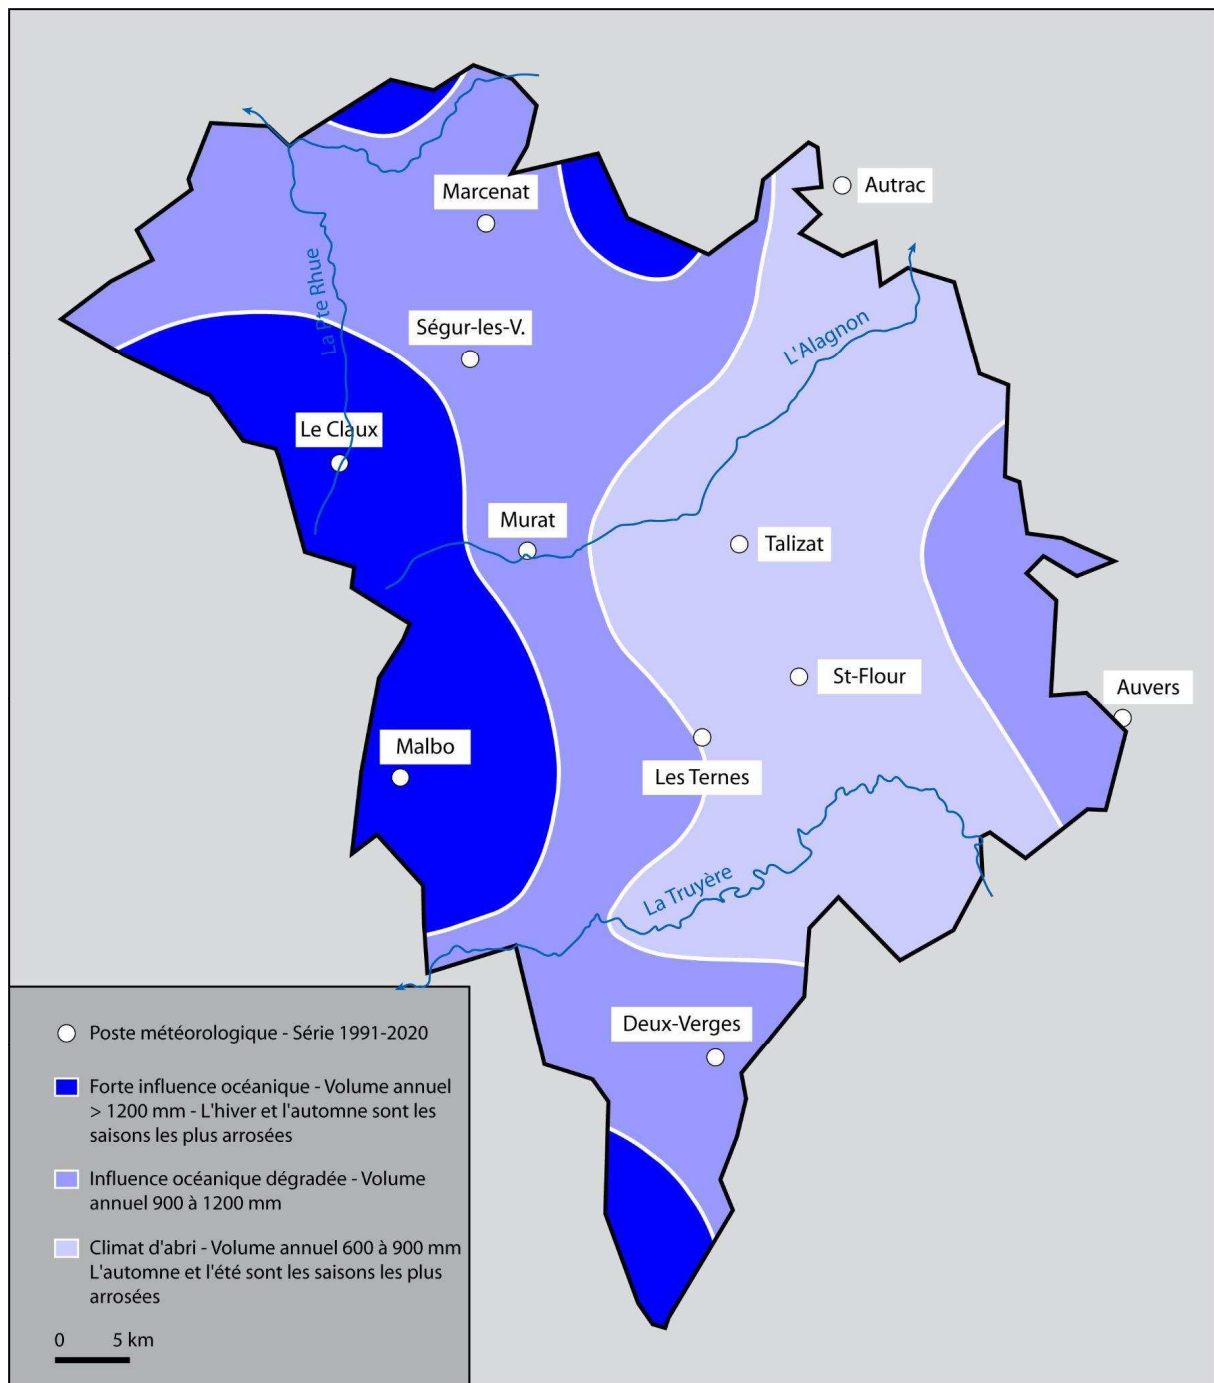 Autrac
Marcenat
La Pte Rhue
Ségur-les-V.
L'Alagnon
Le Claux
Murat
Talizat
St-Flour
Auvers
Malbo
Les Ternes
La Truyère
Deux-Verges
Poste météorologique - Série 1991-2020
Forte influence océanique - Volume annuel
> 1200 mm - L'hiver et l'automne sont les
saisons les plus arrosées
Influence océanique dégradée - Volume
annuel 900 à 1200 mm
Climat d'abri - Volume annuel 600 à 900 mm
L'automne et l'été sont les saisons les plus
arrosées
0 5 km